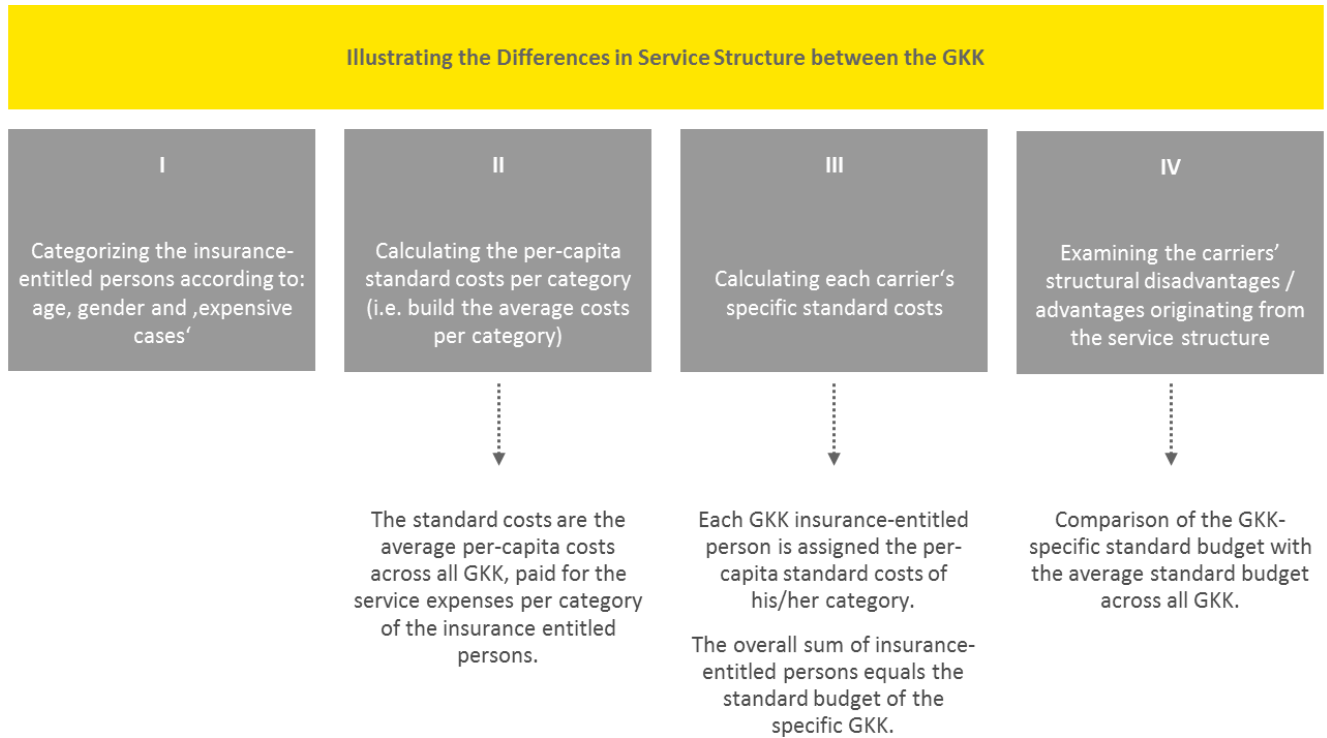 Illustrating the Differences in Service Structure between the GKK
I
Categorizing the insurance-
entitled persons according to:
age, gender and ‚expensive
cases‘
II
Calculating the per-capita
standard costs per category
(i.e. build the average costs
per category)
III
Calculating each carrier‘s
specific standard costs
IV
Examining the carriers’
structural disadvantages /
advantages originating from
the service structure
The standard costs are the
average per-capita costs
across all GKK, paid for the
service expenses per category
of the insurance entitled
persons.
Each GKK insurance-entitled
person is assigned the per-
capita standard costs of
his/her category.
The overall sum of insurance-
entitled persons equals the
standard budget of the
specific GKK.
Comparison of the GKK-
specific standard budget with
the average standard budget
across all GKK.